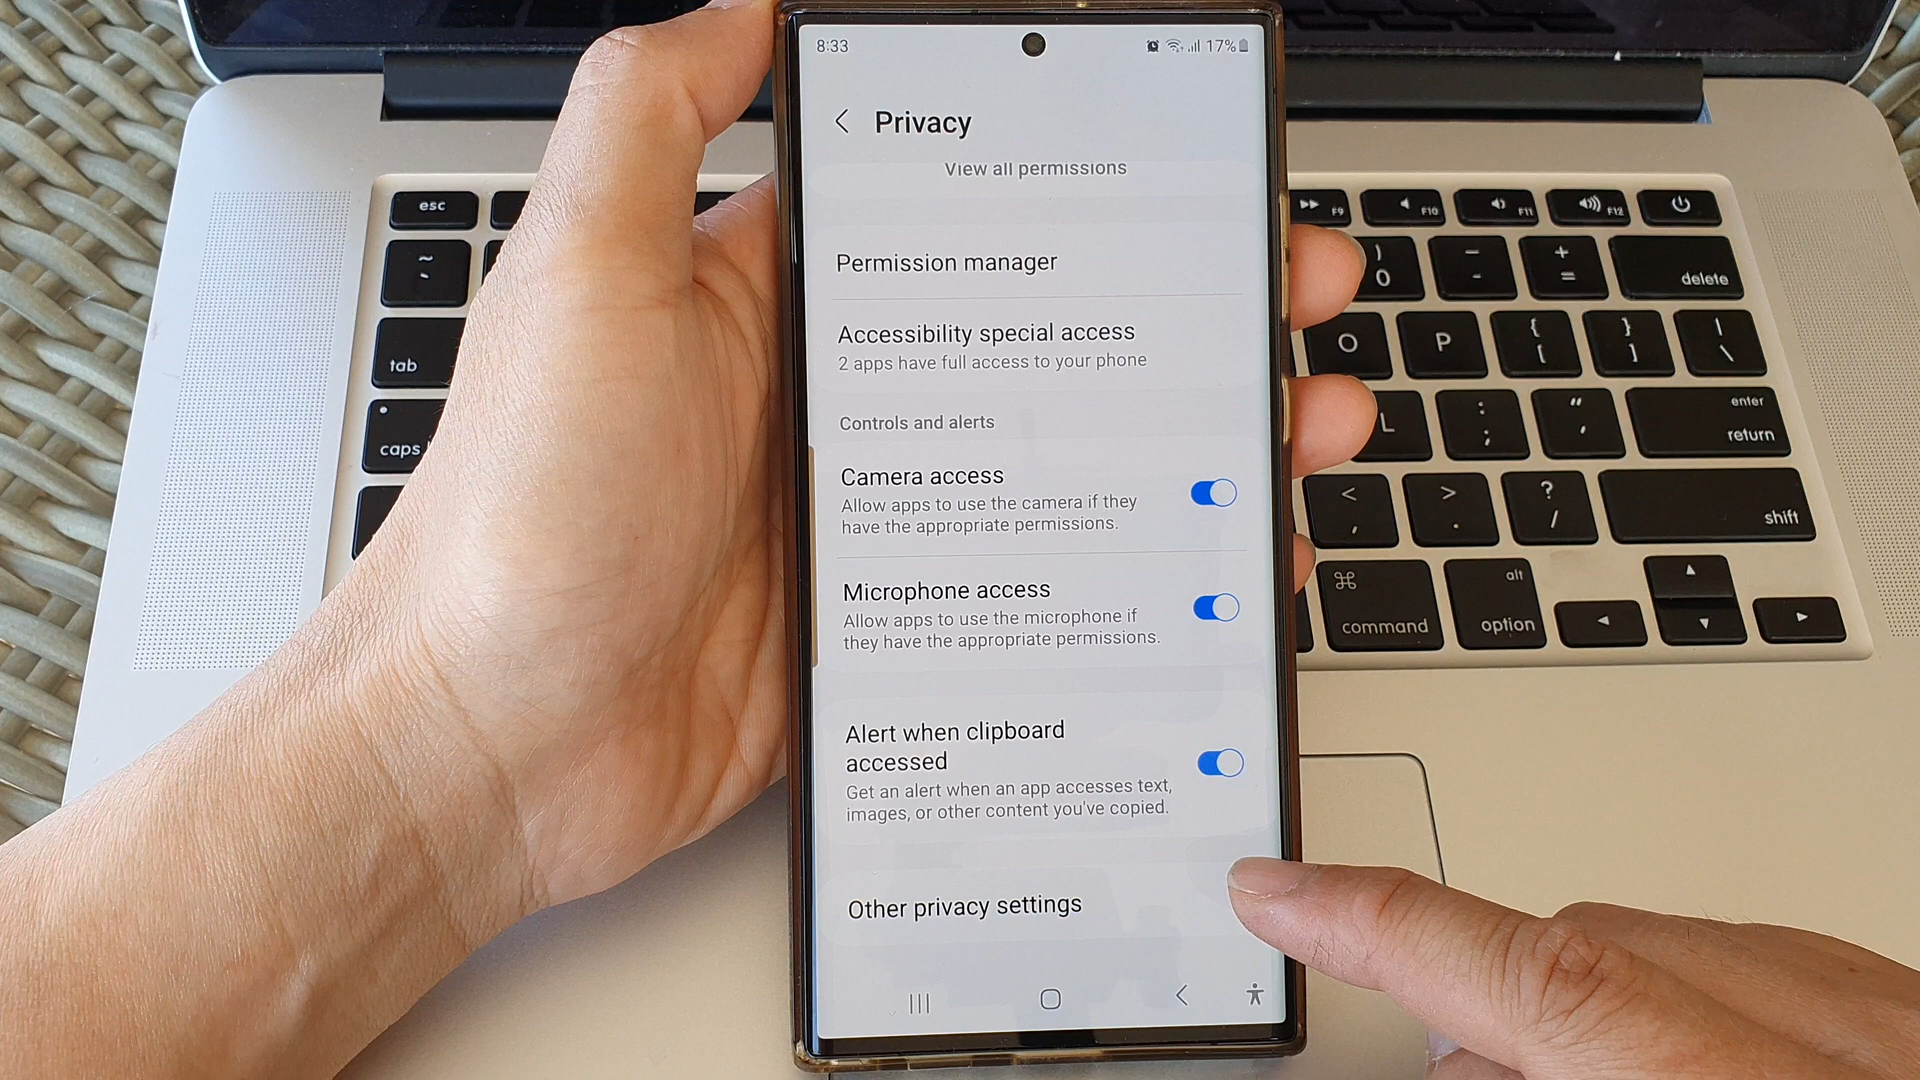 8:33
17%
Privacy
View all permissions
Permission manager
Accessibility special access
2 apps have full access to your phone
Controls and alerts
Camera access
Allow apps to use the camera if they
have the appropriate permissions.
Microphone access
Allow apps to use the microphone if
they have the appropriate permissions.
Alert when clipboard
accessed
Get an alert when an app accesses text,
images, or other content you've copied.
Other privacy settings
esc
~
`
tab
caps
F9
F10
F11
F12
)
0
_
-
+
=
delete
O
P
{
[
}
]
|
\
L
:
;
"
'
enter
return
<
,
>
.
?
/
shift
⌘
command
alt
option